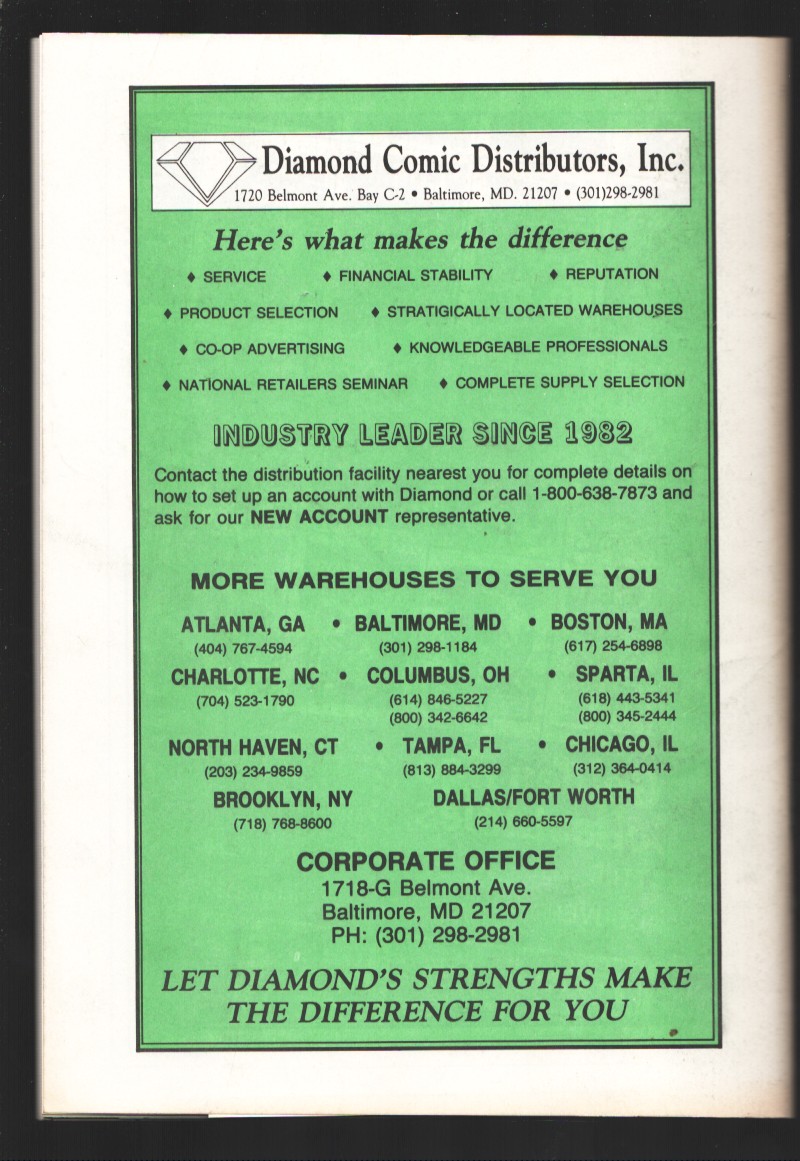 Diamond Comic Distributors, Inc.
1720 Belmont Ave. Bay C-2 • Baltimore, MD. 21207 • (301)298-2981
Here's what makes the difference
♦ SERVICE ♦ FINANCIAL STABILITY ♦ REPUTATION
♦ PRODUCT SELECTION ♦ STRATIGICALLY LOCATED WAREHOUSES
♦ CO-OP ADVERTISING ♦ KNOWLEDGEABLE PROFESSIONALS
♦ NATIONAL RETAILERS SEMINAR ♦ COMPLETE SUPPLY SELECTION
INDUSTRY LEADER SINCE 1982
Contact the distribution facility nearest you for complete details on
how to set up an account with Diamond or call 1-800-638-7873 and
ask for our NEW ACCOUNT representative.
MORE WAREHOUSES TO SERVE YOU
ATLANTA, GA • BALTIMORE, MD • BOSTON, MA
(404) 767-4594 (301) 298-1184 (617) 254-6898
CHARLOTTE, NC • COLUMBUS, OH • SPARTA, IL
(704) 523-1790 (614) 846-5227 (618) 443-5341
(800) 342-6642 (800) 345-2444
NORTH HAVEN, CT • TAMPA, FL • CHICAGO, IL
(203) 234-9859 (813) 884-3299 (312) 364-0414
BROOKLYN, NY DALLAS/FORT WORTH
(718) 768-8600 (214) 660-5597
CORPORATE OFFICE
1718-G Belmont Ave.
Baltimore, MD 21207
PH: (301) 298-2981
LET DIAMOND'S STRENGTHS MAKE
THE DIFFERENCE FOR YOU